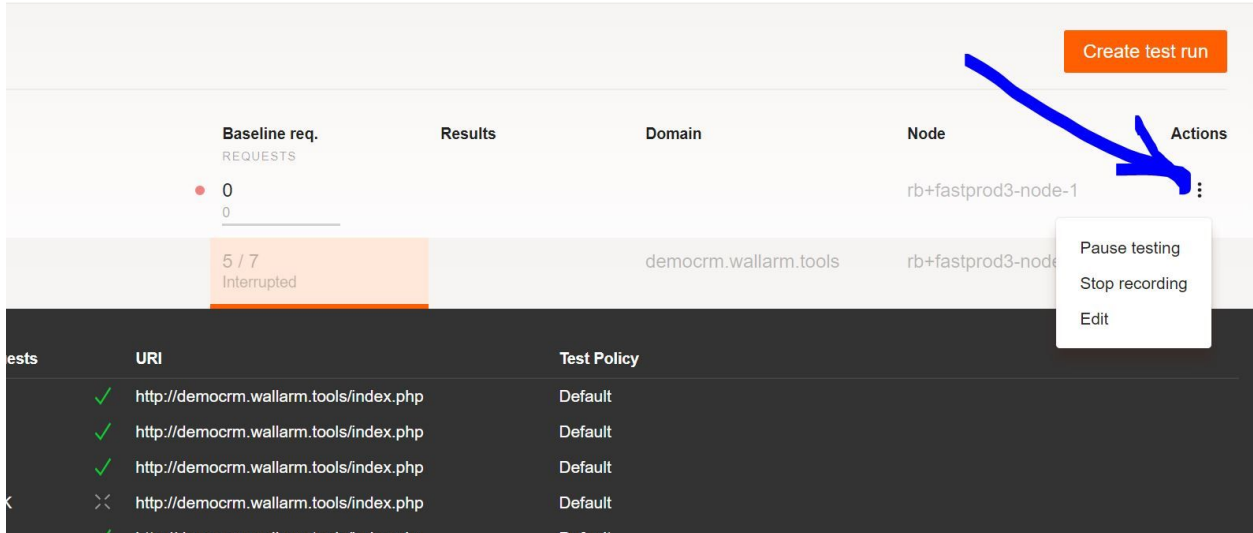 Create test run
Baseline req. Results Domain Node Actions
REQUESTS
0 rb+fastprod3-node-1
0
5 / 7 democrm.wallarm.tools rb+fastprod3-node
Interrupted
Pause testing
Stop recording
Edit
ests URI Test Policy
http://democrm.wallarm.tools/index.php Default
http://democrm.wallarm.tools/index.php Default
http://democrm.wallarm.tools/index.php Default
http://democrm.wallarm.tools/index.php Default